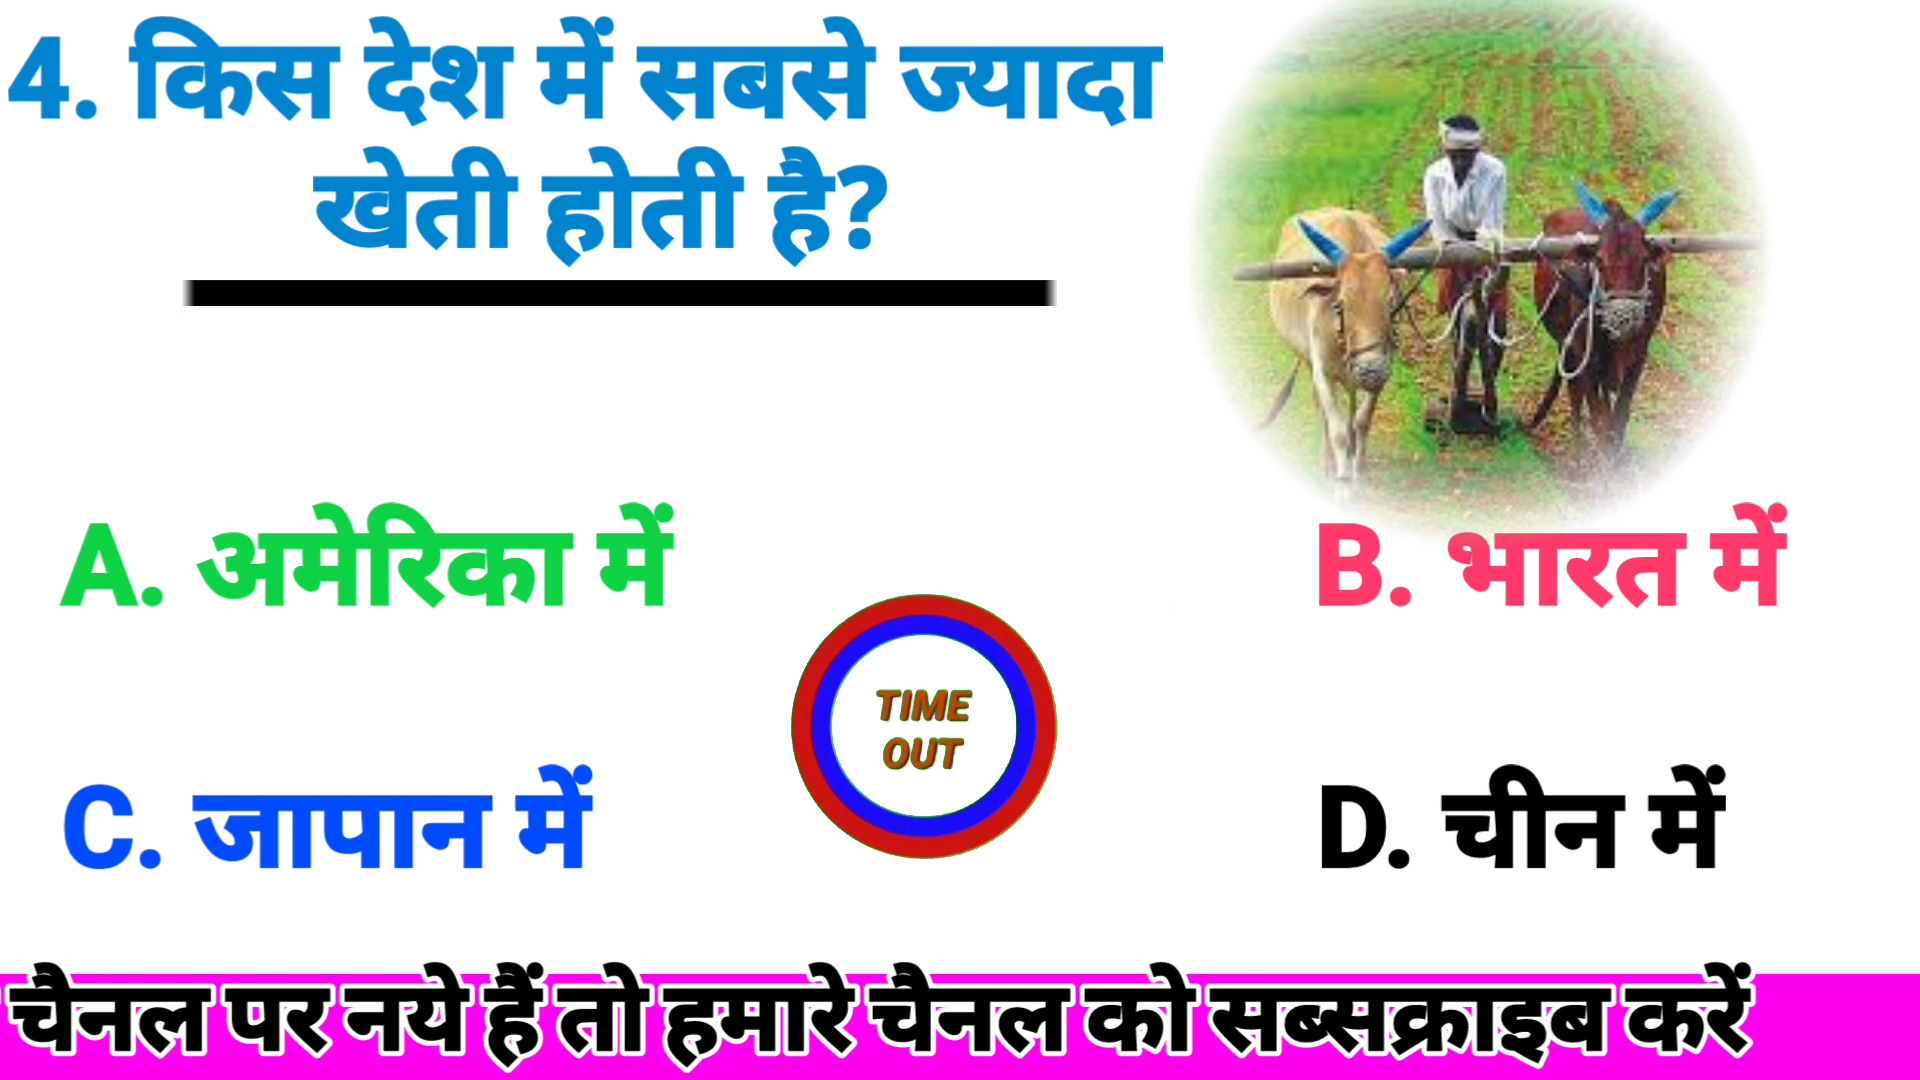 4. किस देश में सबसे ज्यादा
खेती होती है?
A. अमेरिका में
B. भारत में
TIME
OUT
C. जापान में
D. चीन में
चैनल पर नये हैं तो हमारे चैनल को सब्सक्राइब करें